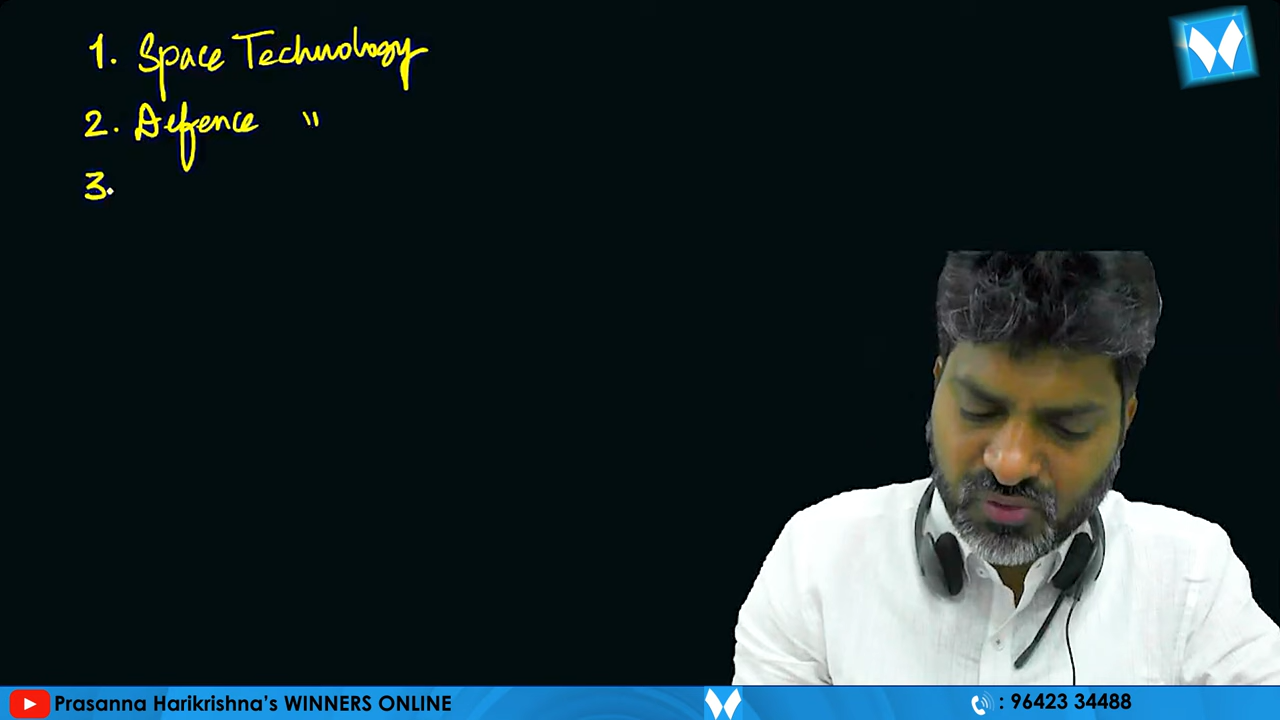 1. Space Technology
2. Defence "
3.
Prasanna Harikrishna's WINNERS ONLINE
: 96423 34488